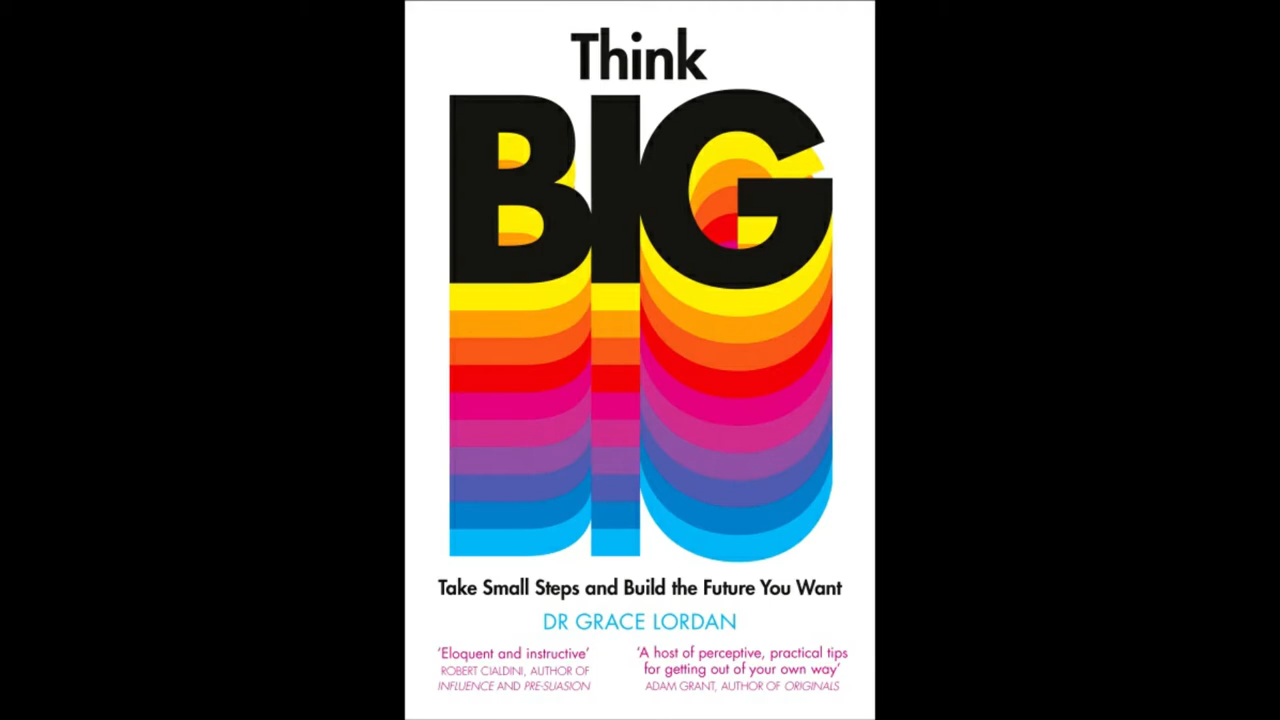 Think
BIG
Take Small Steps and Build the Future You Want
DR GRACE LORDAN
'Eloquent and instructive'
ROBERT CIALDINI, AUTHOR OF
INFLUENCE AND PRE-SUASION
'A host of perceptive, practical tips
for getting out of your own way'
ADAM GRANT, AUTHOR OF ORIGINALS